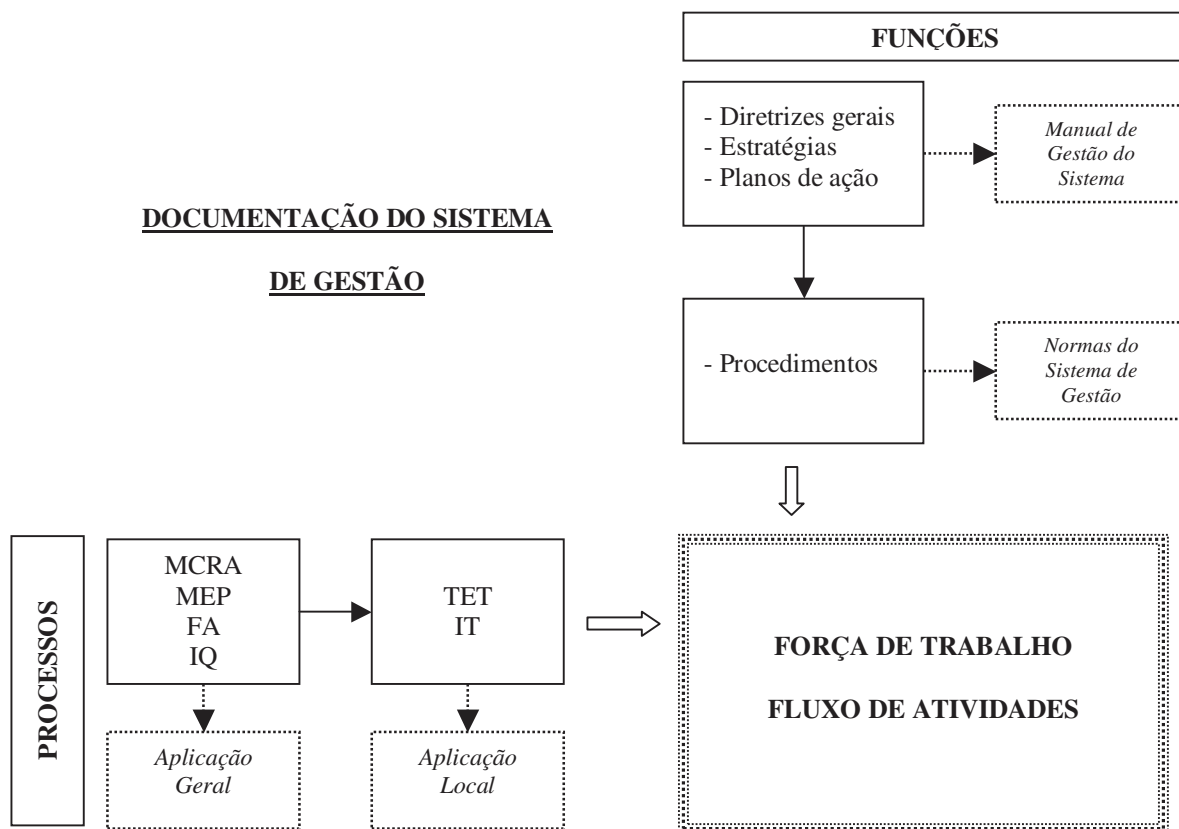 FUNÇÕES
- Diretrizes gerais
- Estratégias
- Planos de ação
Manual de
Gestão do
Sistema
DOCUMENTAÇÃO DO SISTEMA
DE GESTÃO
- Procedimentos
Normas do
Sistema de
Gestão
PROCESSOS
MCRA
MEP
FA
IQ
TET
IT
FORÇA DE TRABALHO
FLUXO DE ATIVIDADES
Aplicação
Geral
Aplicação
Local